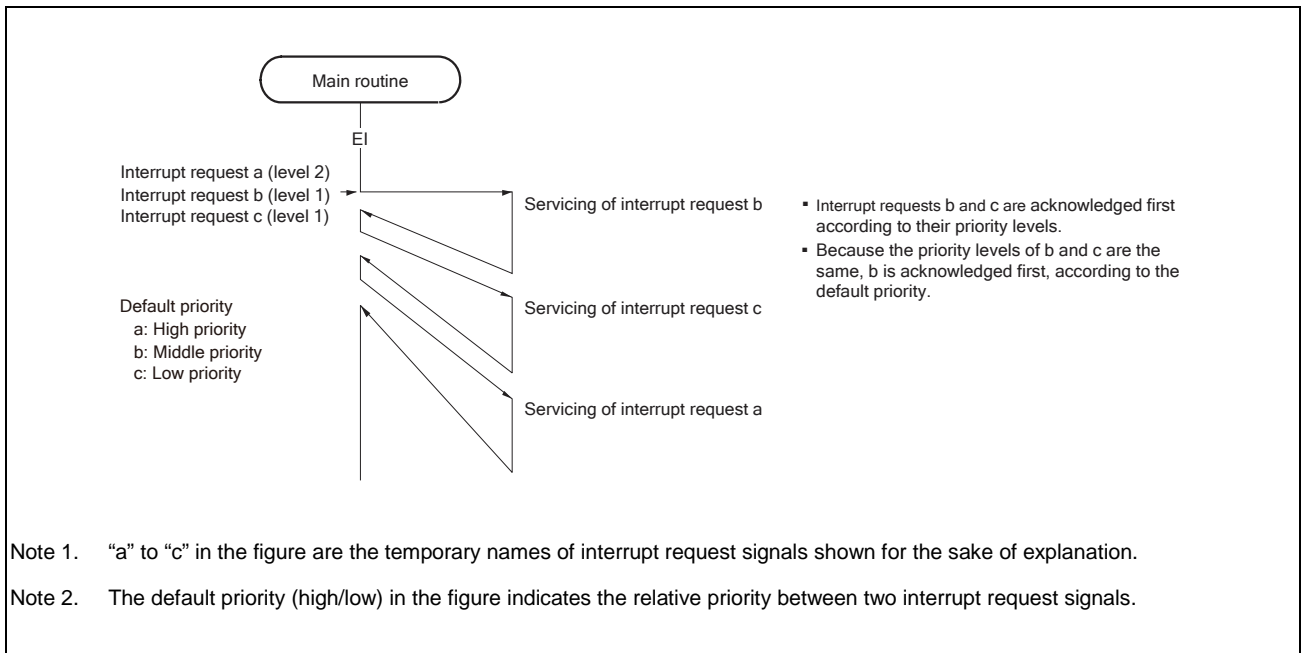 Main routine
EI
Interrupt request a (level 2)
Interrupt request b (level 1)
Interrupt request c (level 1)
Servicing of interrupt request b
▪ Interrupt requests b and c are acknowledged first
according to their priority levels.
▪ Because the priority levels of b and c are the
same, b is acknowledged first, according to the
default priority.
Default priority
a: High priority
b: Middle priority
c: Low priority
Servicing of interrupt request c
Servicing of interrupt request a
Note 1. “a” to “c” in the figure are the temporary names of interrupt request signals shown for the sake of explanation.
Note 2. The default priority (high/low) in the figure indicates the relative priority between two interrupt request signals.